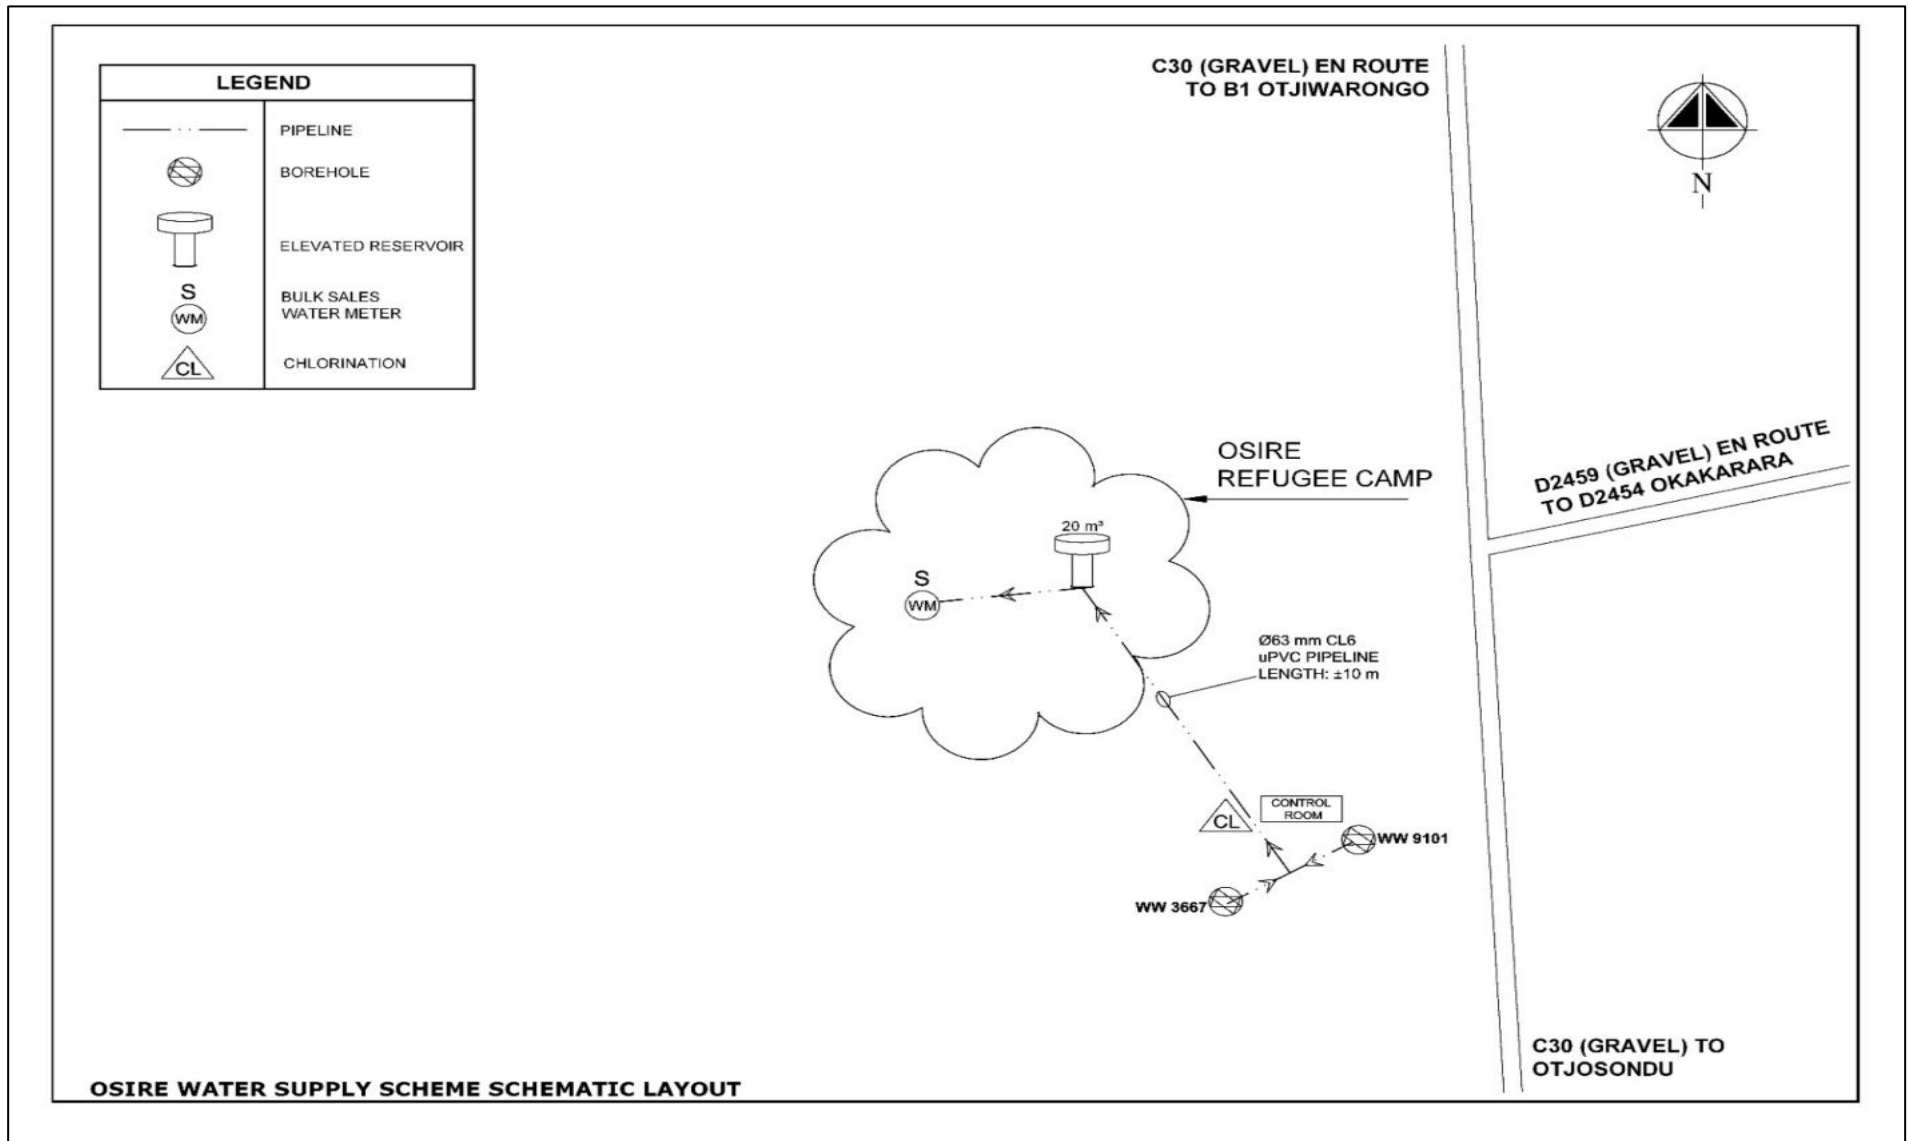 LEGEND
PIPELINE
BOREHOLE
ELEVATED RESERVOIR
S
WM
BULK SALES
WATER METER
CL
CHLORINATION
C30 (GRAVEL) EN ROUTE
TO B1 OTJIWARONGO
N
OSIRE
REFUGEE CAMP
D2459 (GRAVEL) EN ROUTE
TO D2454 OKAKARARA
20 m³
S
WM
Ø63 mm CL6
uPVC PIPELINE
LENGTH: ±10 m
CL
CONTROL
ROOM
WW 9101
WW 3667
C30 (GRAVEL) TO
OTJOSONDU
OSIRE WATER SUPPLY SCHEME SCHEMATIC LAYOUT